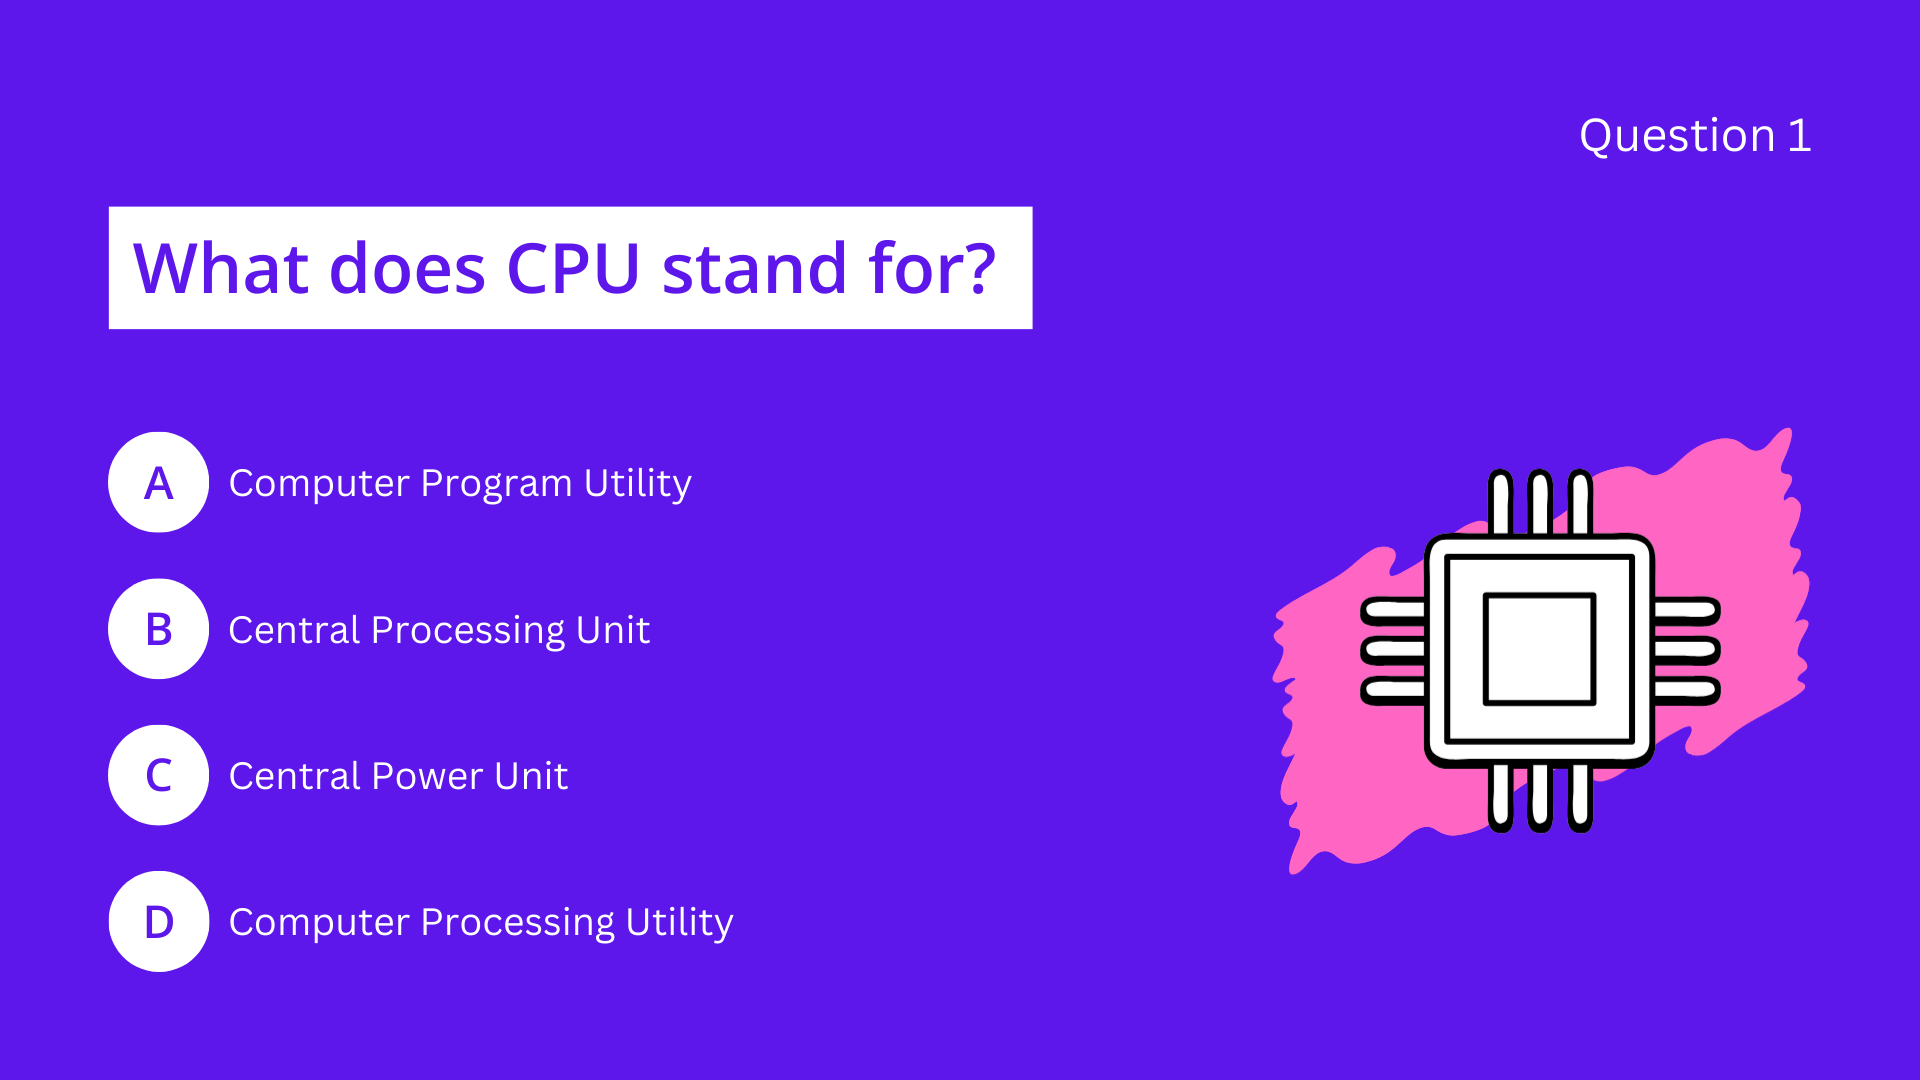 Question 1
What does CPU stand for?
A Computer Program Utility
B Central Processing Unit
C Central Power Unit
D Computer Processing Utility